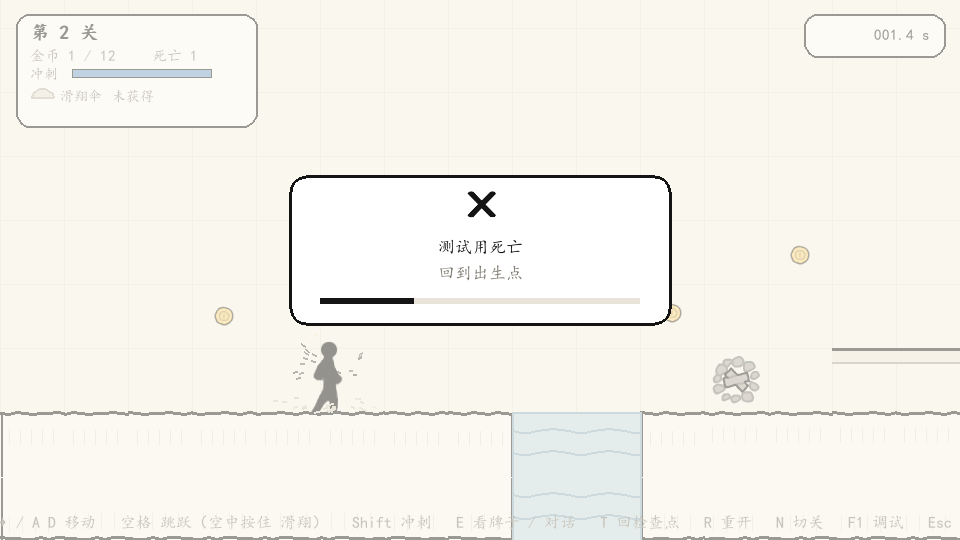 第 2 关
金币 1 / 12 死亡 1
冲刺
滑翔伞 未获得
001.4 s
测试用死亡
回到出生点
/ A D 移动 空格 跳跃 (空中按住 滑翔) Shift 冲刺 E 看牌子 / 对话 T 回检查点 R 重开 N 切关 F1 调试 Esc